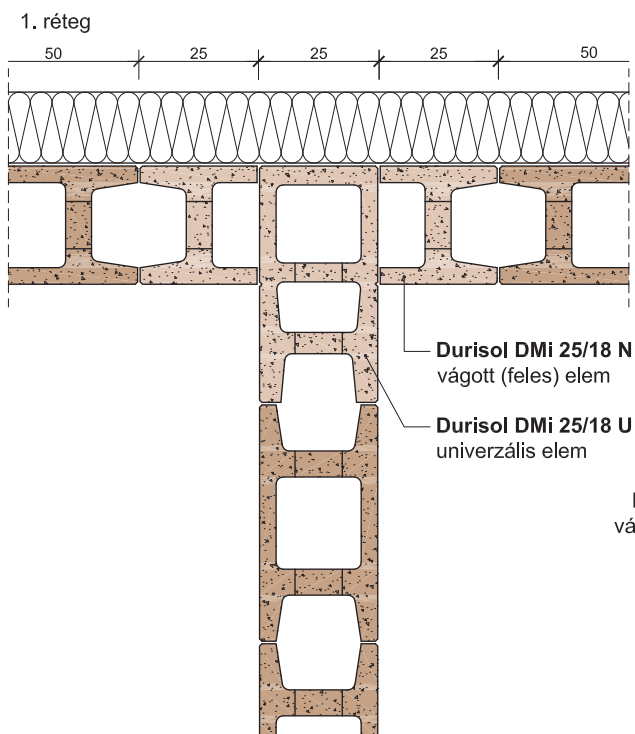 1. réteg
50 25 25 25 50
Durisol DMi 25/18 N
vágott (feles) elem
Durisol DMi 25/18 U
univerzális elem